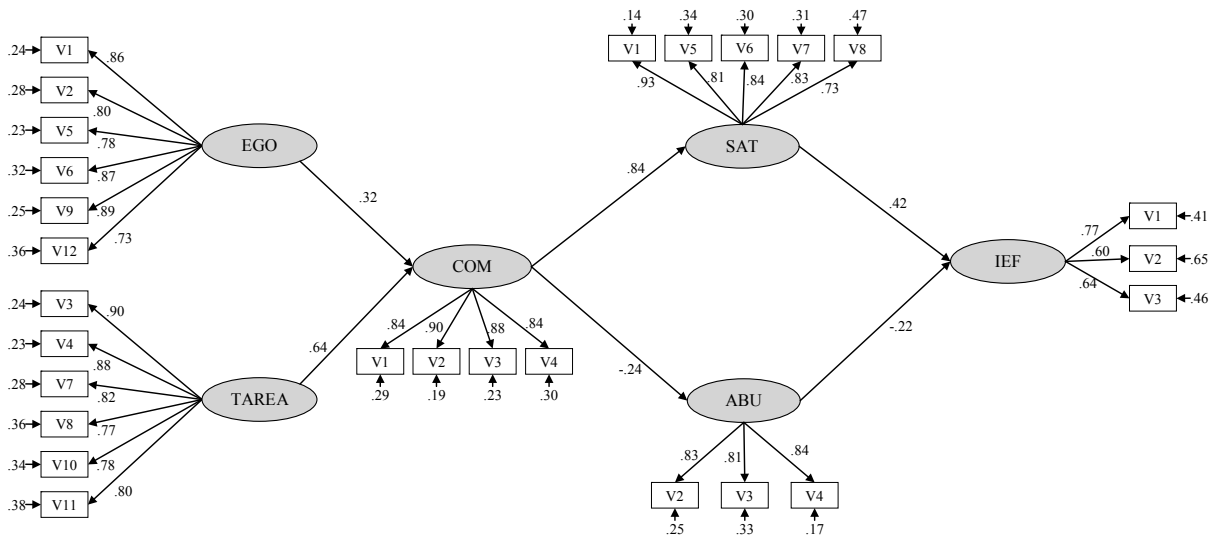 .14 .34 .30 .31 .47
V1 V5 V6 V7 V8
.93 .81 .84 .83 .73
SAT
.24 V1 .86
.28 V2 .80
.23 V5 .78
.32 V6 .87
.25 V9 .89
.36 V12 .73
EGO
.32
.84
.42
COM
.84 .90 .88 .84
V1 V2 V3 V4
.29 .19 .23 .30
IEF
.77 V1 .41
.60 V2 .65
.64 V3 .46
.24 V3 .90
.23 V4 .88
.28 V7 .82
.36 V8 .77
.34 V10 .78
.38 V11 .80
TAREA
.64
-.24
-.22
ABU
.83 .81 .84
V2 V3 V4
.25 .33 .17